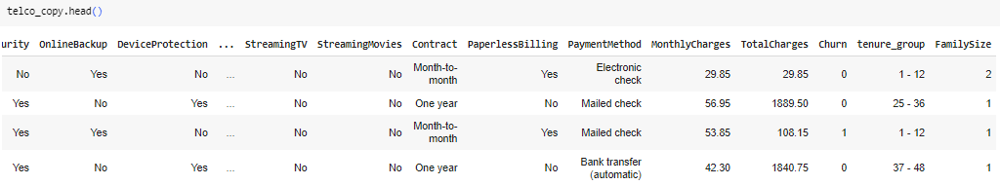 telco_copy.head()
urity OnlineBackup DeviceProtection ... StreamingTV StreamingMovies Contract PaperlessBilling PaymentMethod MonthlyCharges TotalCharges Churn tenure_group FamilySize
No Yes No ... No No Month-to-month Yes Electronic check 29.85 29.85 0 1 - 12 2
Yes No Yes ... No No One year No Mailed check 56.95 1889.50 0 25 - 36 1
Yes Yes No ... No No Month-to-month Yes Mailed check 53.85 108.15 1 1 - 12 1
Yes No Yes ... No No One year No Bank transfer (automatic) 42.30 1840.75 0 37 - 48 1